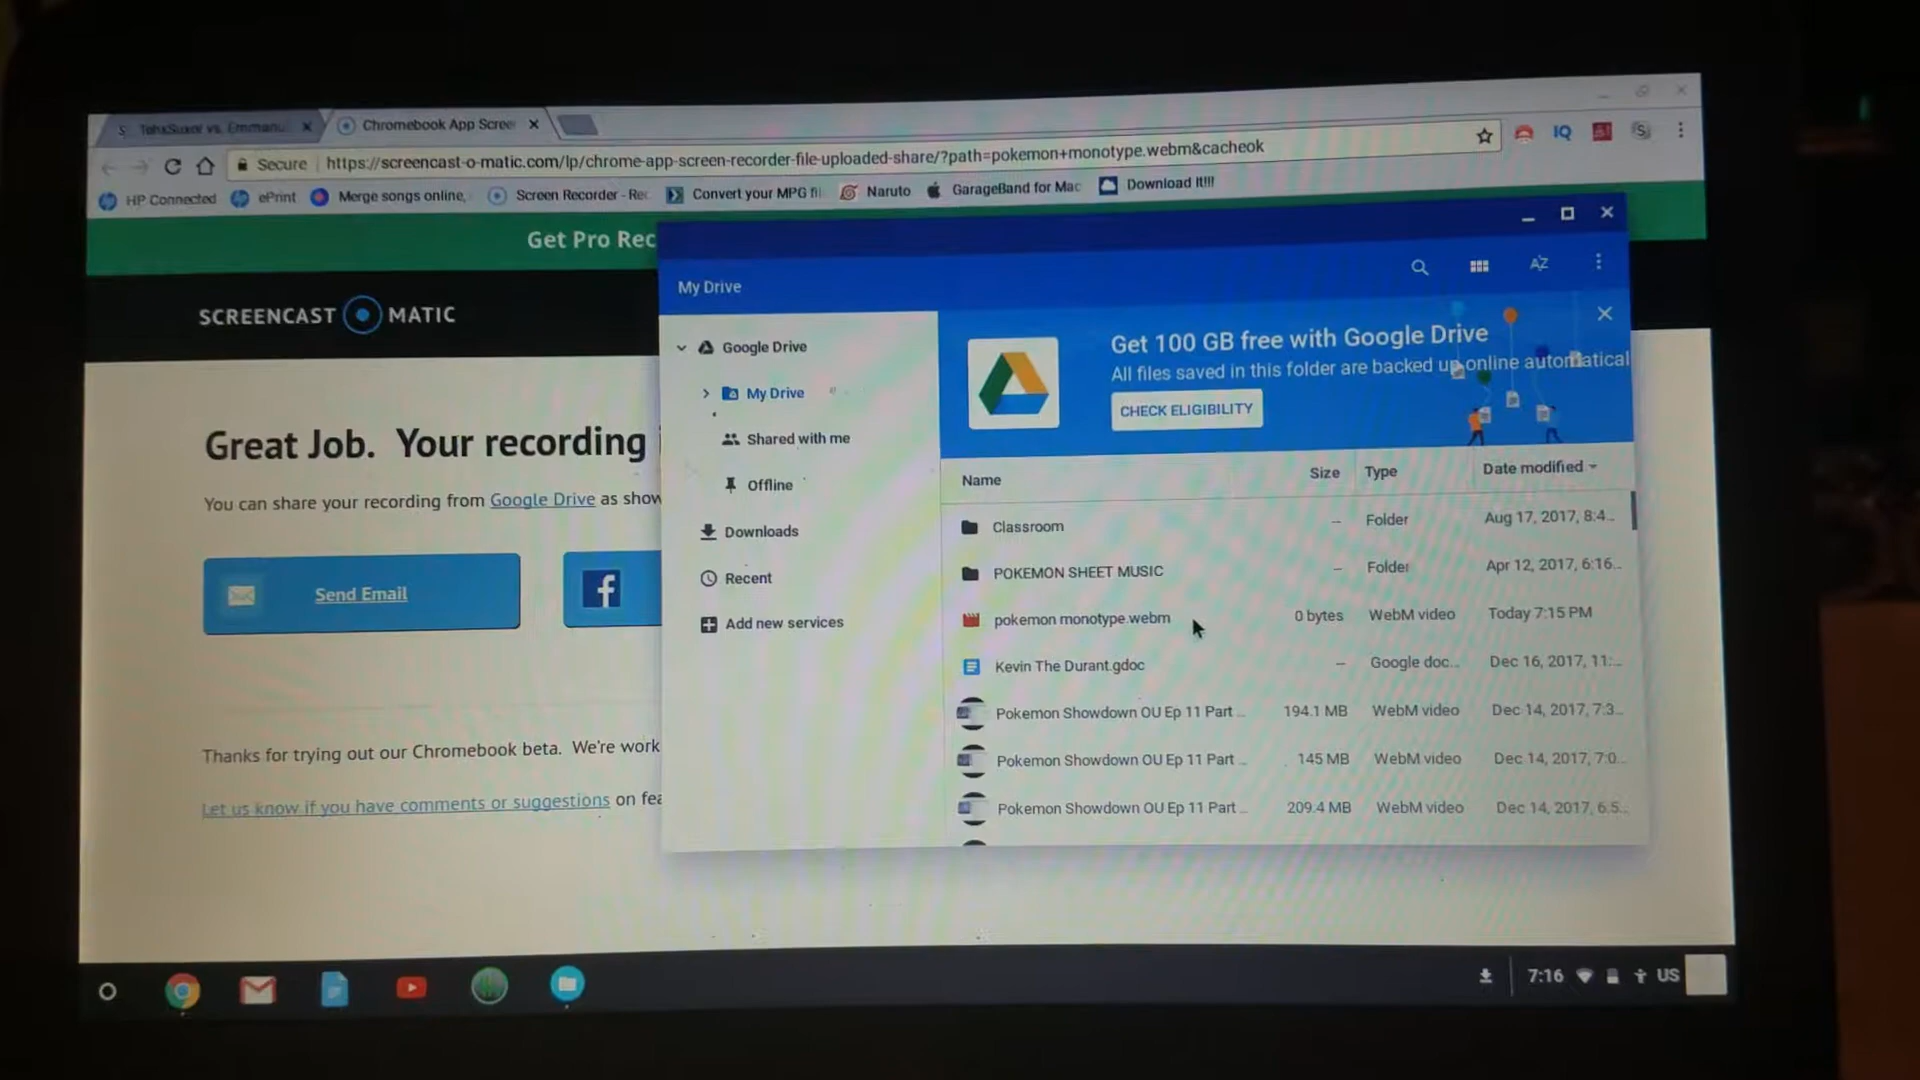 TohxSuxer vs. Emmanu
Chromebook App Scree
Secure
https://screencast-o-matic.com/lp/chrome-app-screen-recorder-file-uploaded-share/?path=pokemon+monotype.webm&cacheok
IQ
HP Connected
ePrint
Merge songs online,
Screen Recorder - Rec
Convert your MPG fil
Naruto
GarageBand for Mac
Download It!!!
Get Pro Rec
SCREENCAST MATIC
Great Job. Your recording
You can share your recording from Google Drive as show
Send Email
Thanks for trying out our Chromebook beta. We're work
Let us know if you have comments or suggestions on fea
My Drive
AZ
Google Drive
My Drive
Shared with me
Offline
Downloads
Recent
Add new services
Get 100 GB free with Google Drive
All files saved in this folder are backed up online automatical
CHECK ELIGIBILITY
Name Size Type Date modified
Classroom -- Folder Aug 17, 2017, 8:4...
POKEMON SHEET MUSIC -- Folder Apr 12, 2017, 6:16...
pokemon monotype.webm 0 bytes WebM video Today 7:15 PM
Kevin The Durant.gdoc -- Google doc... Dec 16, 2017, 11:...
Pokemon Showdown OU Ep 11 Part ... 194.1 MB WebM video Dec 14, 2017, 7:3...
Pokemon Showdown OU Ep 11 Part ... 145 MB WebM video Dec 14, 2017, 7:0...
Pokemon Showdown OU Ep 11 Part ... 209.4 MB WebM video Dec 14, 2017, 6:5...
7:16
US